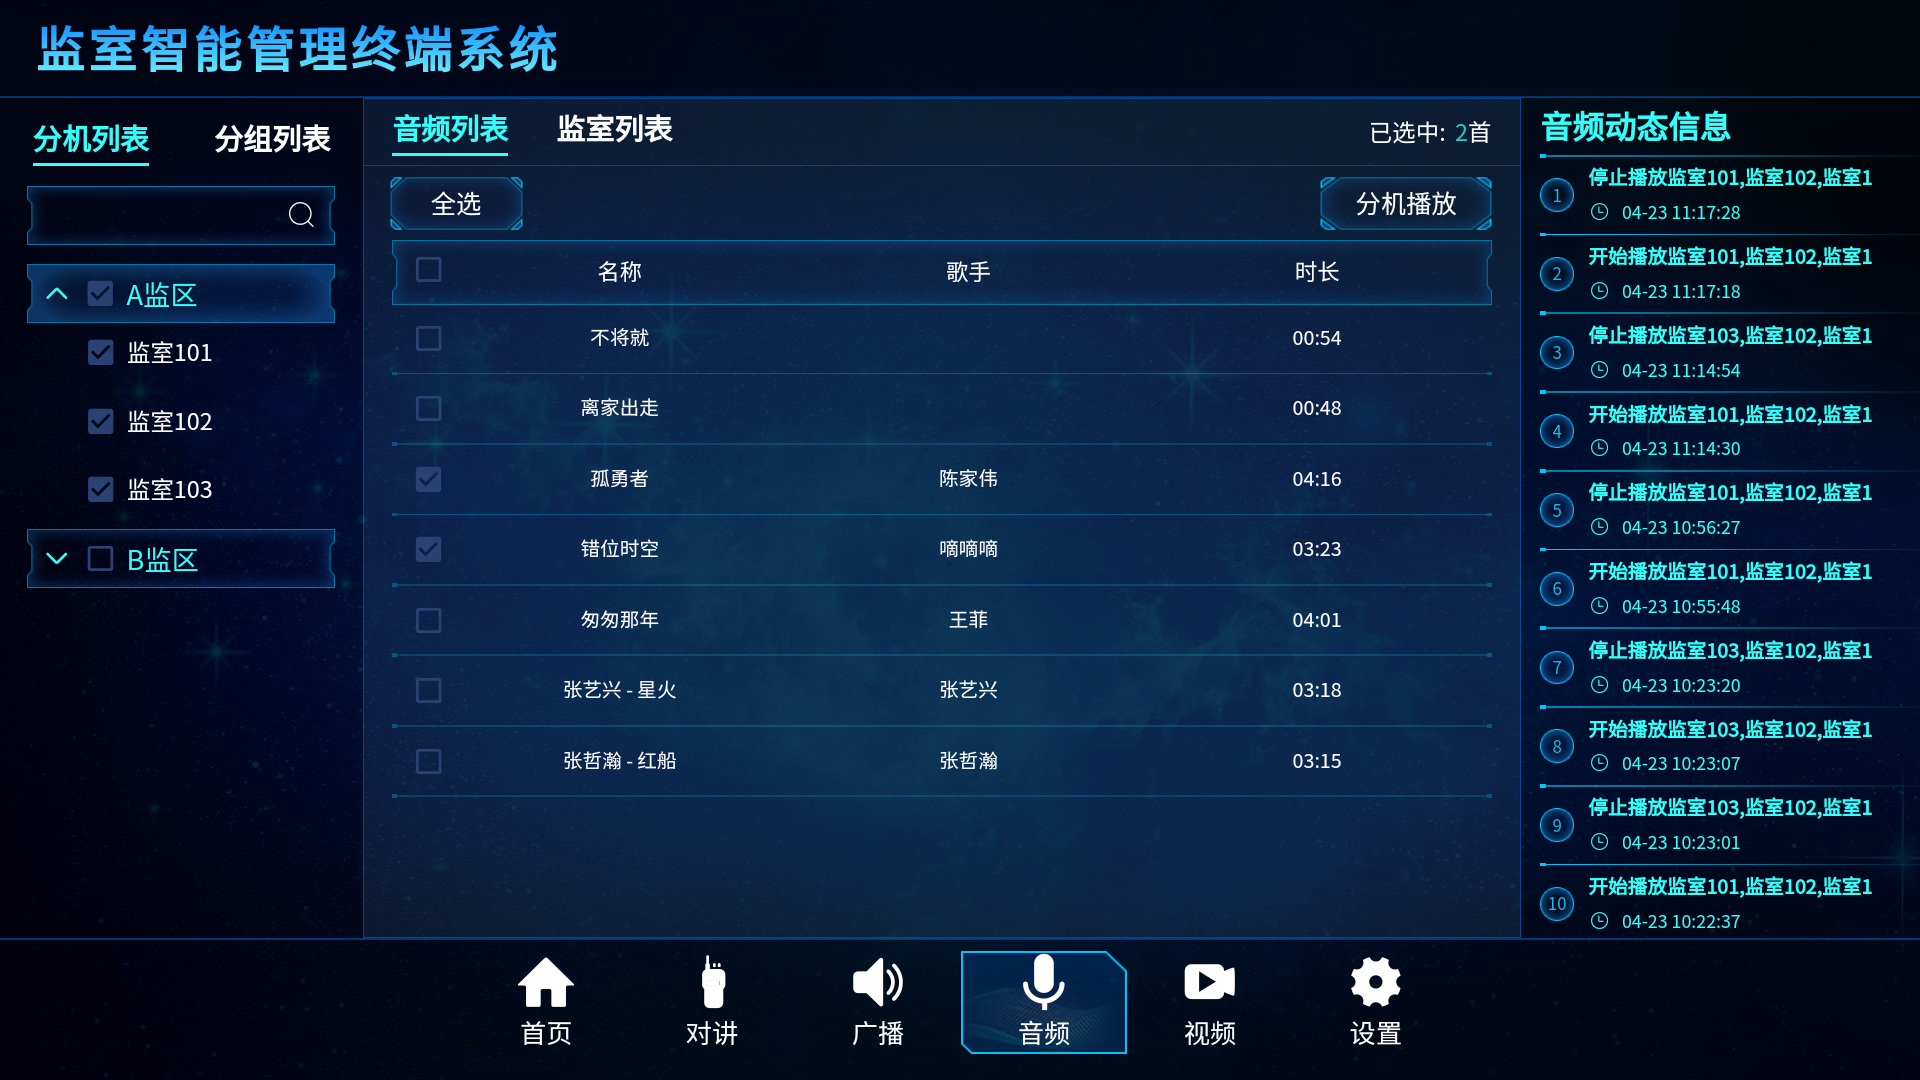 监室智能管理终端系统
分机列表 分组列表
A监区
监室101
监室102
监室103
B监区
音频列表 监室列表 已选中: 2首
全选 分机播放
名称 歌手 时长
不将就 00:54
离家出走 00:48
孤勇者 陈家伟 04:16
错位时空 嘀嘀嘀 03:23
匆匆那年 王菲 04:01
张艺兴 - 星火 张艺兴 03:18
张哲瀚 - 红船 张哲瀚 03:15
音频动态信息
1 停止播放监室101,监室102,监室1
04-23 11:17:28
2 开始播放监室101,监室102,监室1
04-23 11:17:18
3 停止播放监室103,监室102,监室1
04-23 11:14:54
4 开始播放监室101,监室102,监室1
04-23 11:14:30
5 停止播放监室101,监室102,监室1
04-23 10:56:27
6 开始播放监室101,监室102,监室1
04-23 10:55:48
7 停止播放监室103,监室102,监室1
04-23 10:23:20
8 开始播放监室103,监室102,监室1
04-23 10:23:07
9 停止播放监室103,监室102,监室1
04-23 10:23:01
10 开始播放监室101,监室102,监室1
04-23 10:22:37
首页 对讲 广播 音频 视频 设置